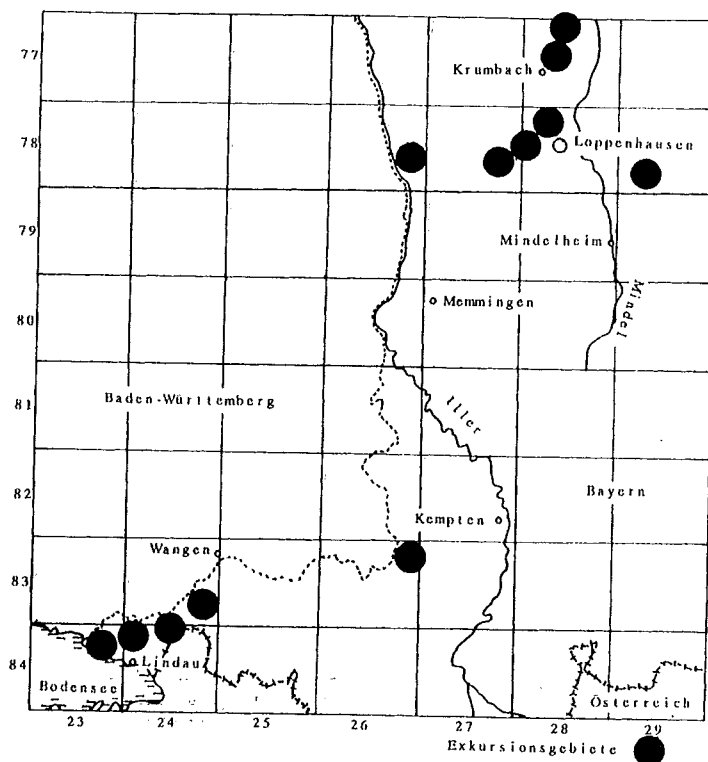 77
Krumbach
78
Loppenhausen
79
Mindelheim
Memmingen
Mindel
80
81
Baden-Württemberg
Iller
82
Bayern
Kempten
Wangen
83
84
Lindau
Bodensee
Österreich
23 24 25 26 27 28 29
Exkursionsgebiete